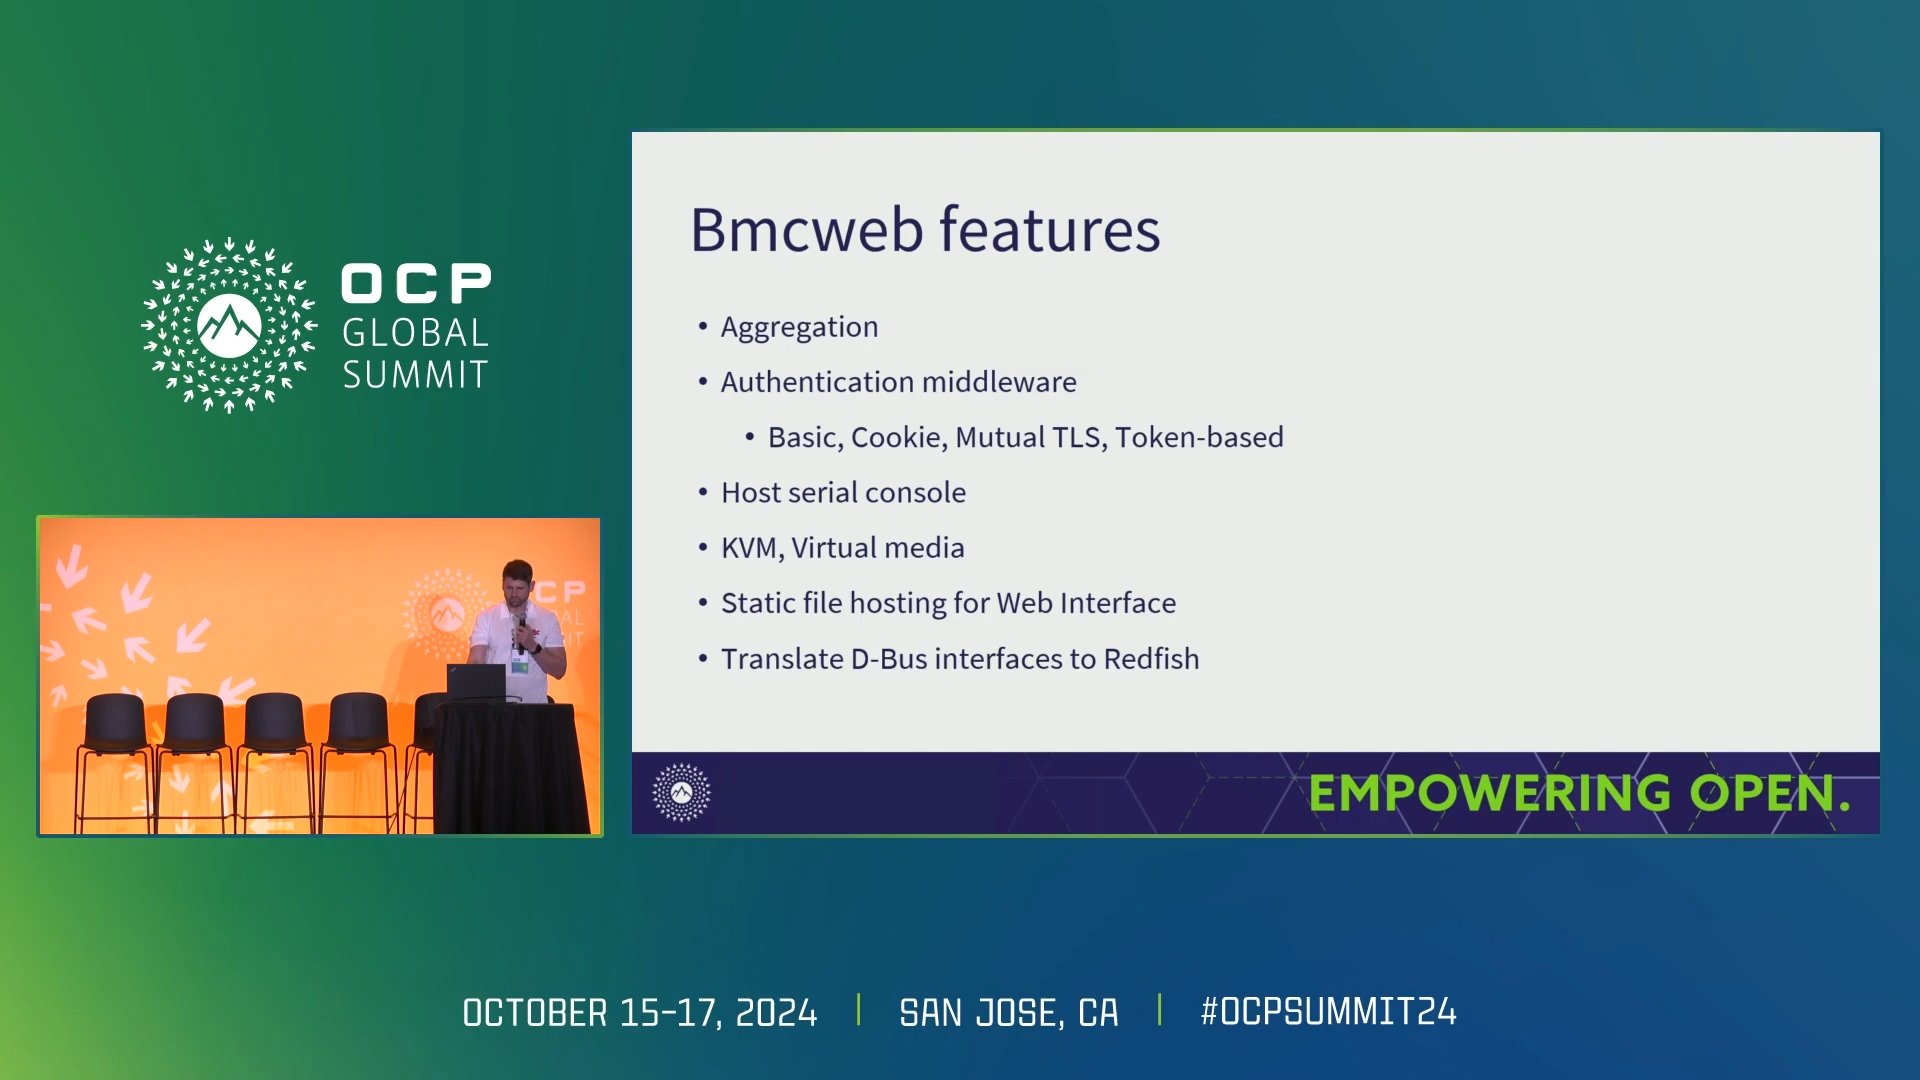 OCP
GLOBAL
SUMMIT
Bmcweb features
• Aggregation
• Authentication middleware
• Basic, Cookie, Mutual TLS, Token-based
• Host serial console
• KVM, Virtual media
• Static file hosting for Web Interface
• Translate D-Bus interfaces to Redfish
EMPOWERING OPEN.
CP
OCTOBER 15-17, 2024 | SAN JOSE, CA | #OCPSUMMIT24